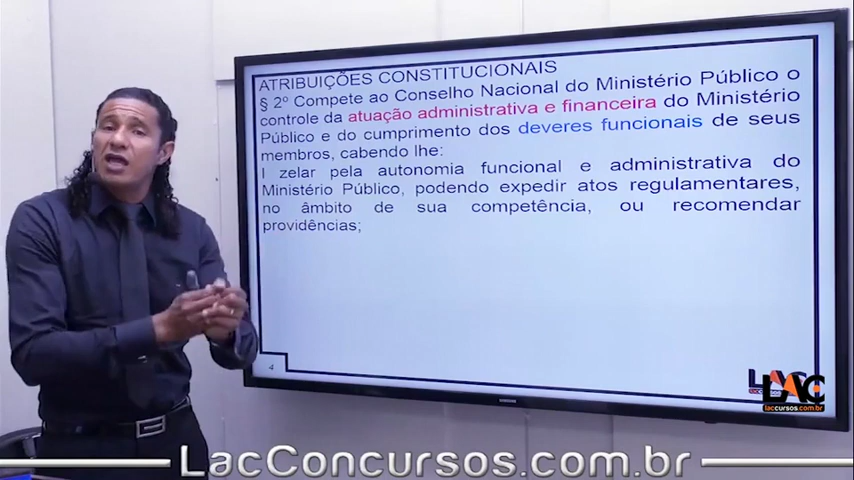 ATRIBUIÇÕES CONSTITUCIONAIS
§ 2º Compete ao Conselho Nacional do Ministério Público o
controle da atuação administrativa e financeira do Ministério
Público e do cumprimento dos deveres funcionais de seus
membros, cabendo lhe:
I zelar pela autonomia funcional e administrativa do
Ministério Público, podendo expedir atos regulamentares,
no âmbito de sua competência, ou recomendar
providências;
4
LAC
laccursos.com.br
LacConcursos.com.br